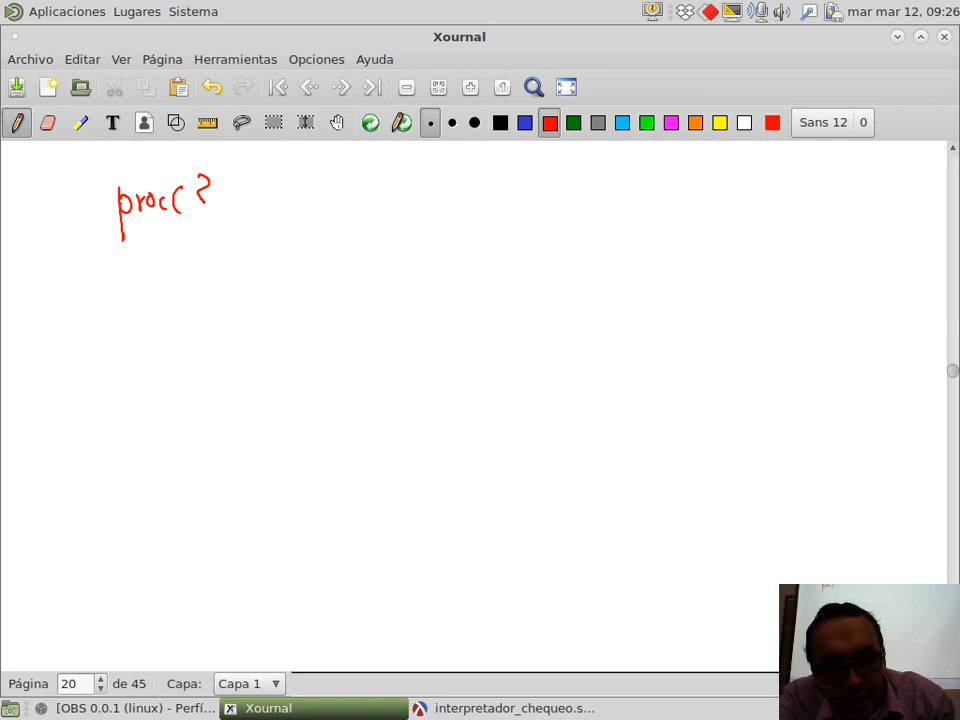 Aplicaciones Lugares Sistema mar mar 12, 09:26
Xournal
Archivo Editar Ver Página Herramientas Opciones Ayuda
T Sans 12 0
proc( ?
Página 20 de 45 Capa: Capa 1
[OBS 0.0.1 (linux) - Perfí... Xournal interpretador_chequeo.s...